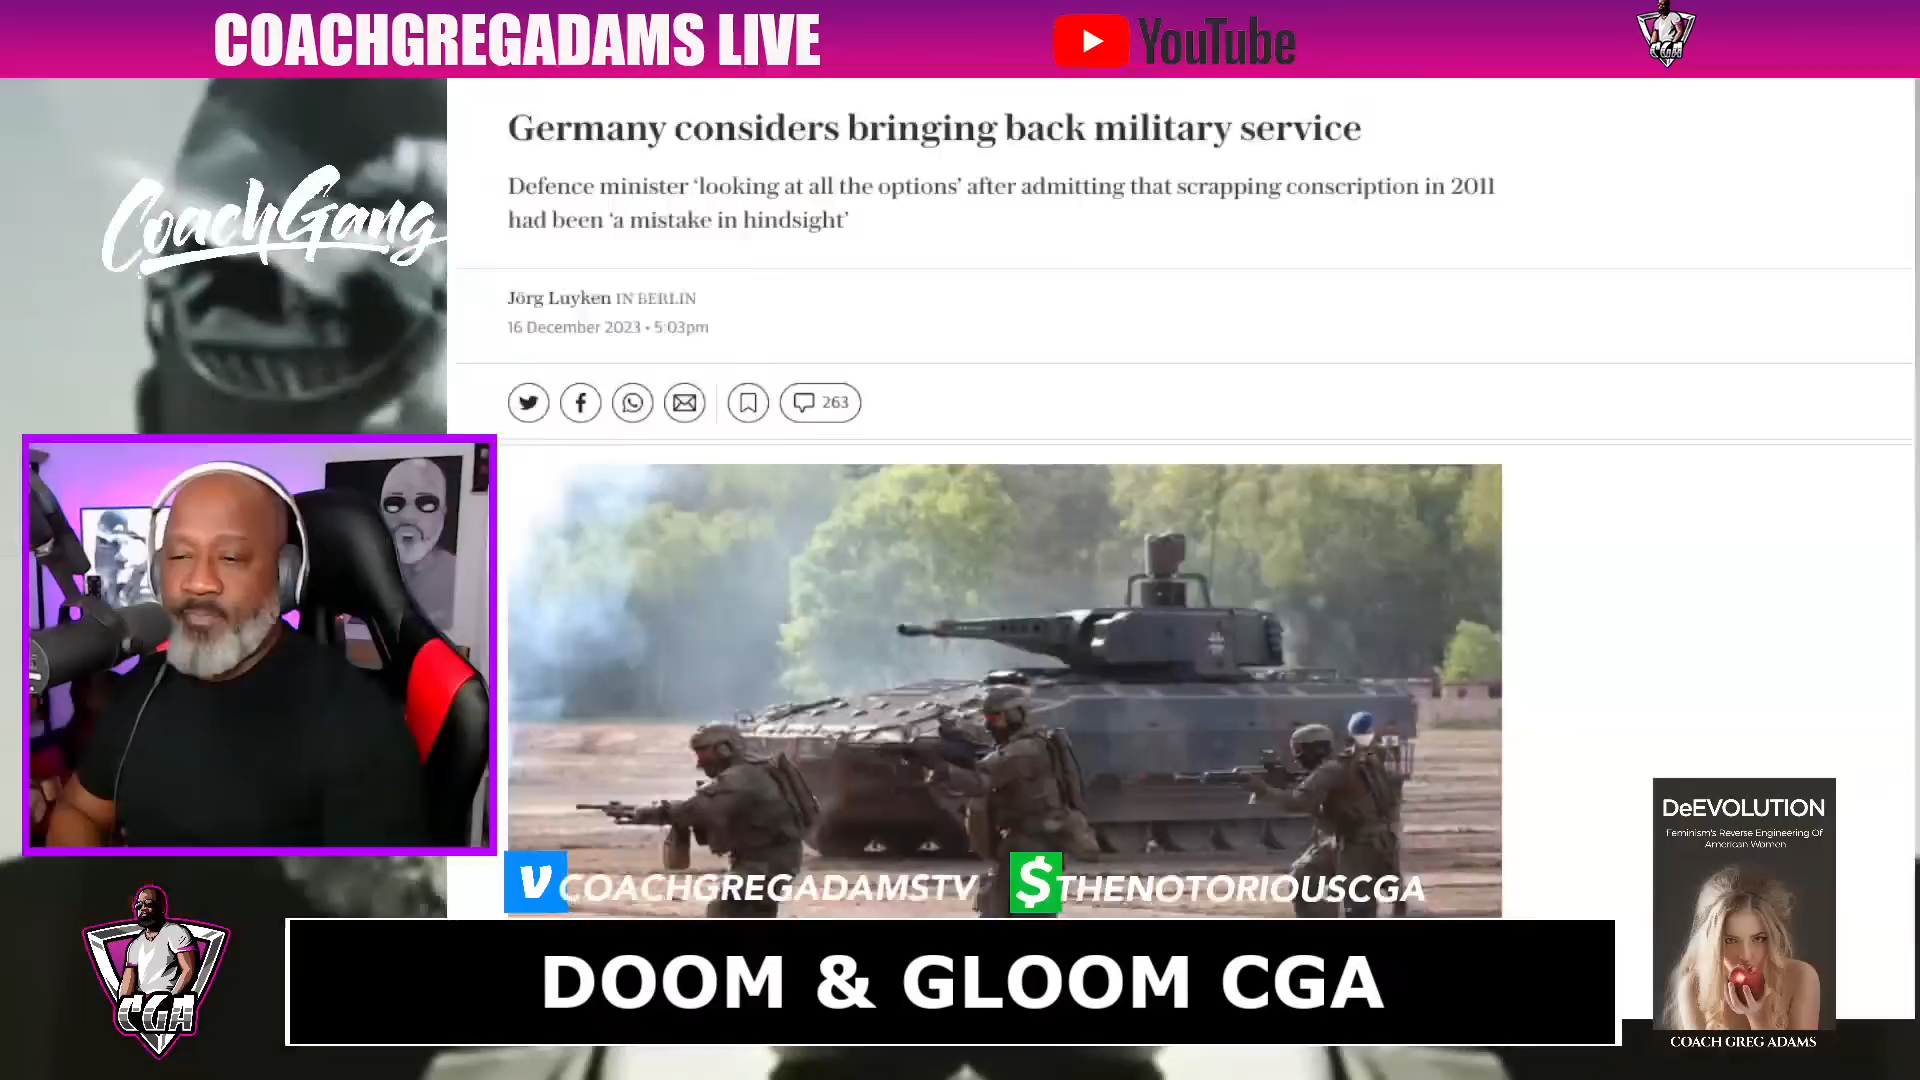 COACHGREGADAMS LIVE
YouTube
CGA
CoachGang
Germany considers bringing back military service
Defence minister ‘looking at all the options’ after admitting that scrapping conscription in 2011
had been ‘a mistake in hindsight’
Jörg Luyken IN BERLIN
16 December 2023 • 5:03pm
263
COACHGREGADAMSTV
$THENOTORIOUSCGA
DOOM & GLOOM CGA
CGA
DeEVOLUTION
Feminism's Reverse Engineering Of
American Women
COACH GREG ADAMS